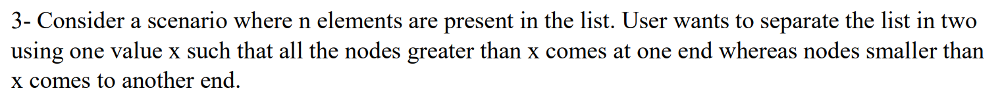 3- Consider a scenario where n elements are present in the list. User wants to separate the list in two
using one value x such that all the nodes greater than x comes at one end whereas nodes smaller than
x comes to another end.